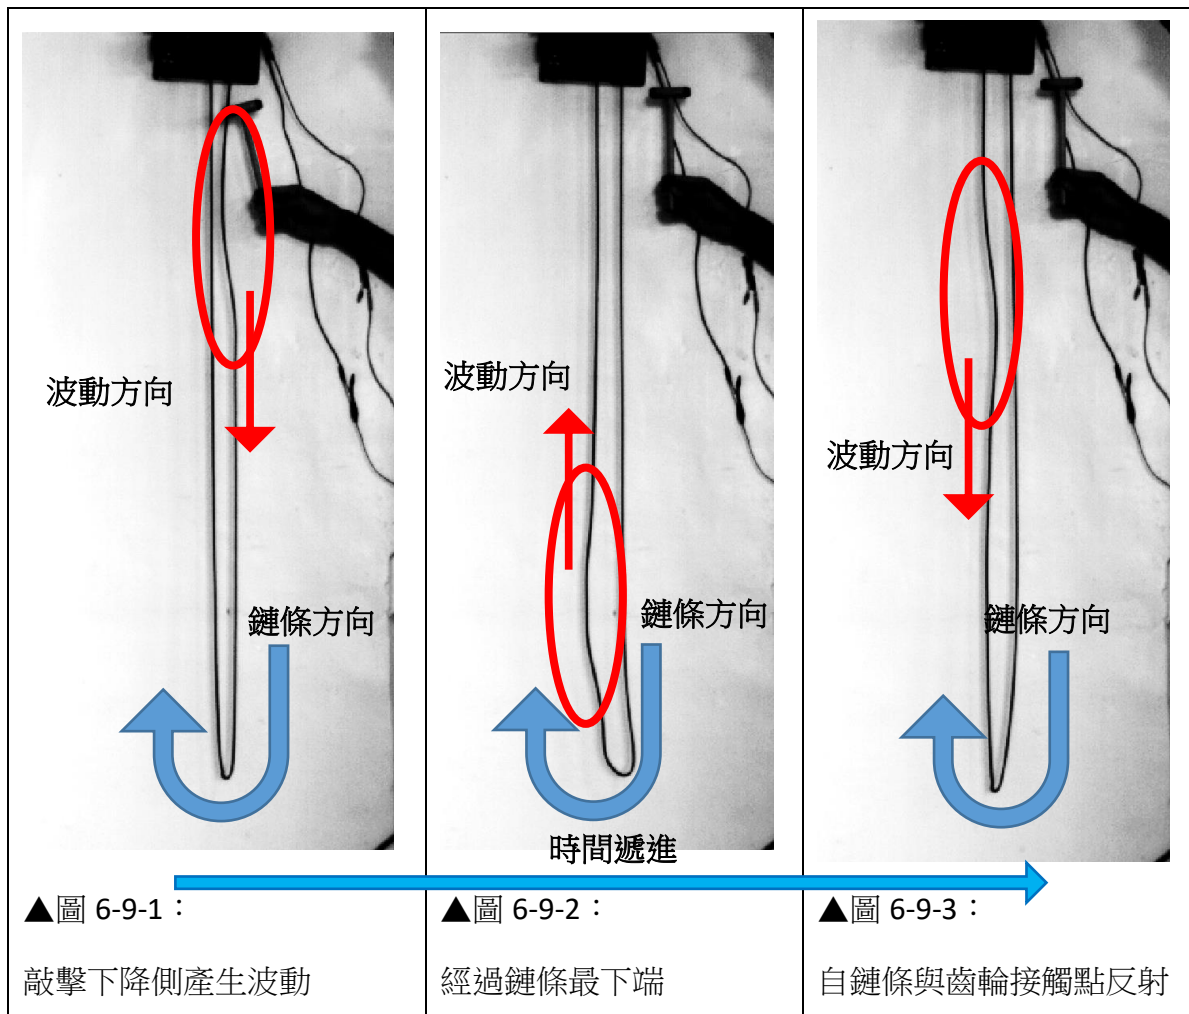 波動方向
鏈條方向
波動方向
鏈條方向
波動方向
鏈條方向
時間遞進
▲圖 6-9-1：
敲擊下降側產生波動
▲圖 6-9-2：
經過鏈條最下端
▲圖 6-9-3：
自鏈條與齒輪接觸點反射